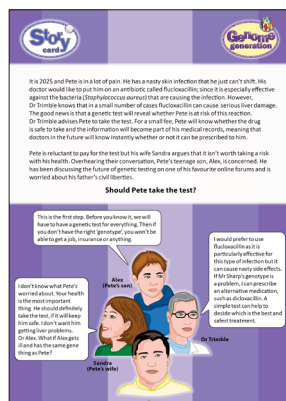 Story
card
Genome
generation
It is 2025 and Pete is in a lot of pain. He has a nasty skin infection that he just can't shift. His
doctor would like to put him on an antibiotic called flucloxacillin; since it is especially effective
against the bacteria (Staphylococcus aureus) that are causing the infection. However,
Dr Trimble knows that in a small number of cases flucloxacillin can cause serious liver damage.
The good news is that a genetic test will reveal whether Pete is at risk of this reaction.
Dr Trimble advises Pete to take the test. For a small fee, Pete will know whether the drug
is safe to take and the information will become part of his medical records, meaning that
doctors in the future will know instantly whether or not it can be prescribed to him.
Pete is reluctant to pay for the test but his wife Sandra argues that it isn't worth taking a risk
with his health. Overhearing their conversation, Pete's teenage son, Alex, is concerned. He
has been discussing the future of genetic testing on one of his favourite online forums and is
worried about his father's civil liberties.
Should Pete take the test?
This is the first step. Before you know it, we will
have to have a genetic test for everything. Then if
you don't have the right 'genotype', you won't be
able to get a job, insurance or anything.
Alex
(Pete's son)
I would prefer to use
flucloxacillin as it is
particularly effective for
this type of infection but it
can cause nasty side effects.
If Mr Sharp's genotype is
a problem, I can prescribe
an alternative medication,
such as dicloxacillin. A
simple test can help to
decide which is the best and
safest treatment.
Dr Trimble
I don't know what Pete's
worried about. Your health
is the most important
thing. He should definitely
take the test, if it will keep
him safe. I don't want him
getting liver problems.
Or Alex. What if Alex gets
ill and has the same gene
thing as Pete?
Sandra
(Pete's wife)